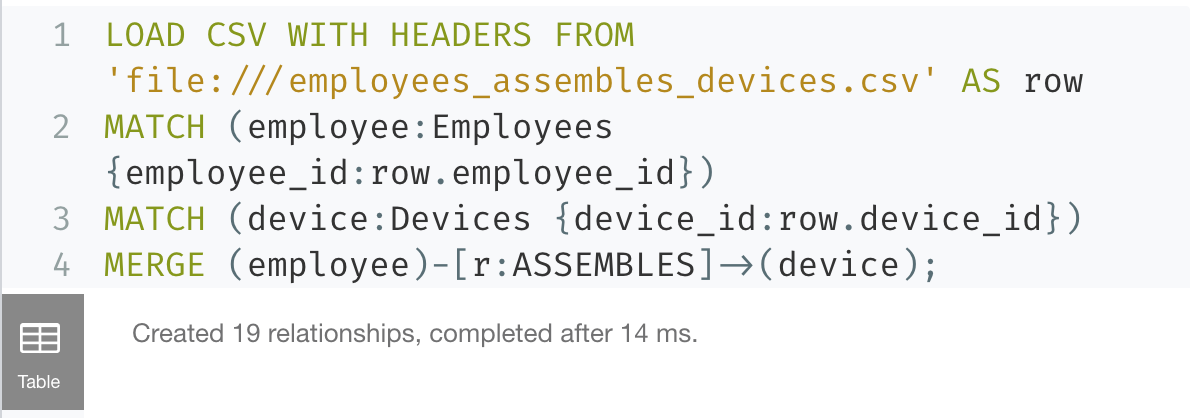 1 LOAD CSV WITH HEADERS FROM
'file:///employees_assembles_devices.csv' AS row
2 MATCH (employee:Employees
{employee_id:row.employee_id})
3 MATCH (device:Devices {device_id:row.device_id})
4 MERGE (employee)-[r:ASSEMBLES]->(device);
Created 19 relationships, completed after 14 ms.
Table